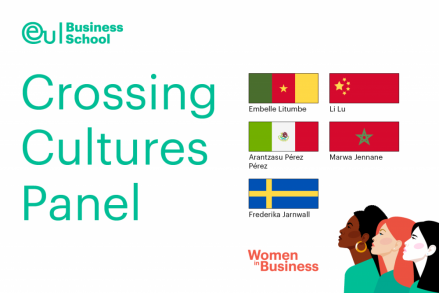 eu Business
School
Crossing
Cultures
Panel
Embelle Litumbe
Li Lu
Arantzasu Pérez
Pérez
Marwa Jennane
Frederika Jarnwall
Women
in Business